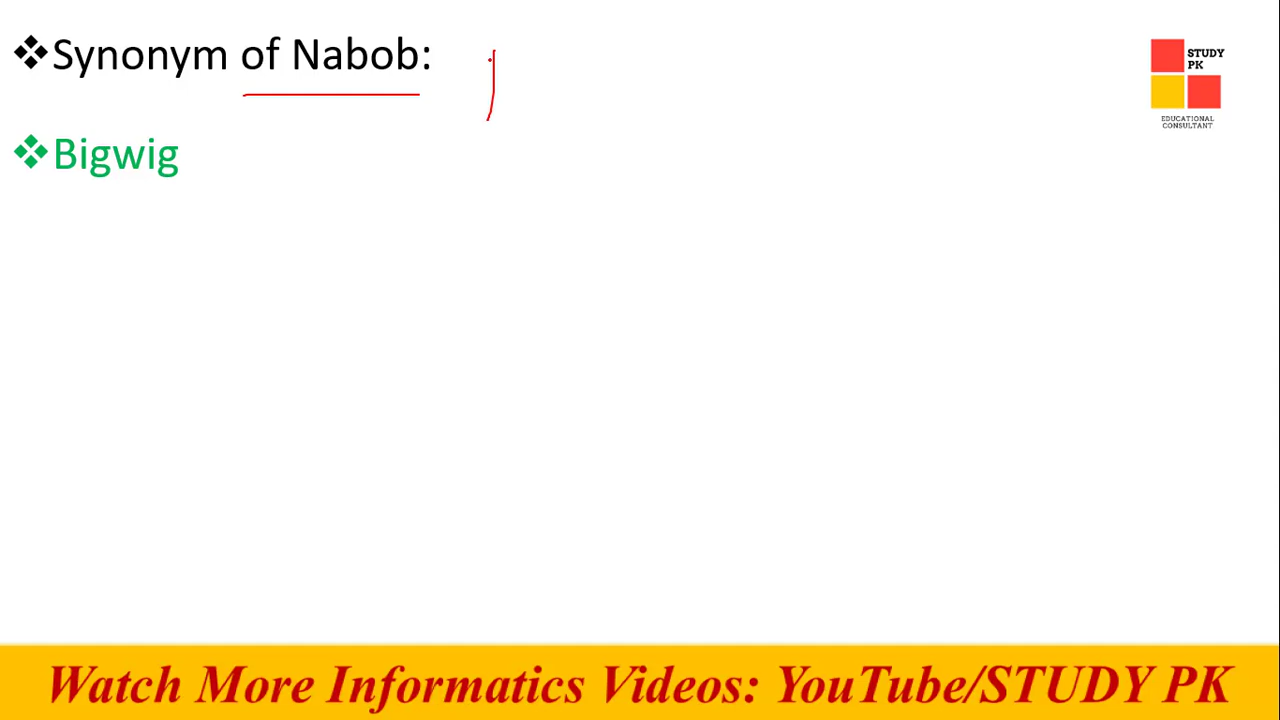 ❖Synonym of Nabob:
STUDY
PK
EDUCATIONAL
CONSULTANT
❖Bigwig
Watch More Informatics Videos: YouTube/STUDY PK